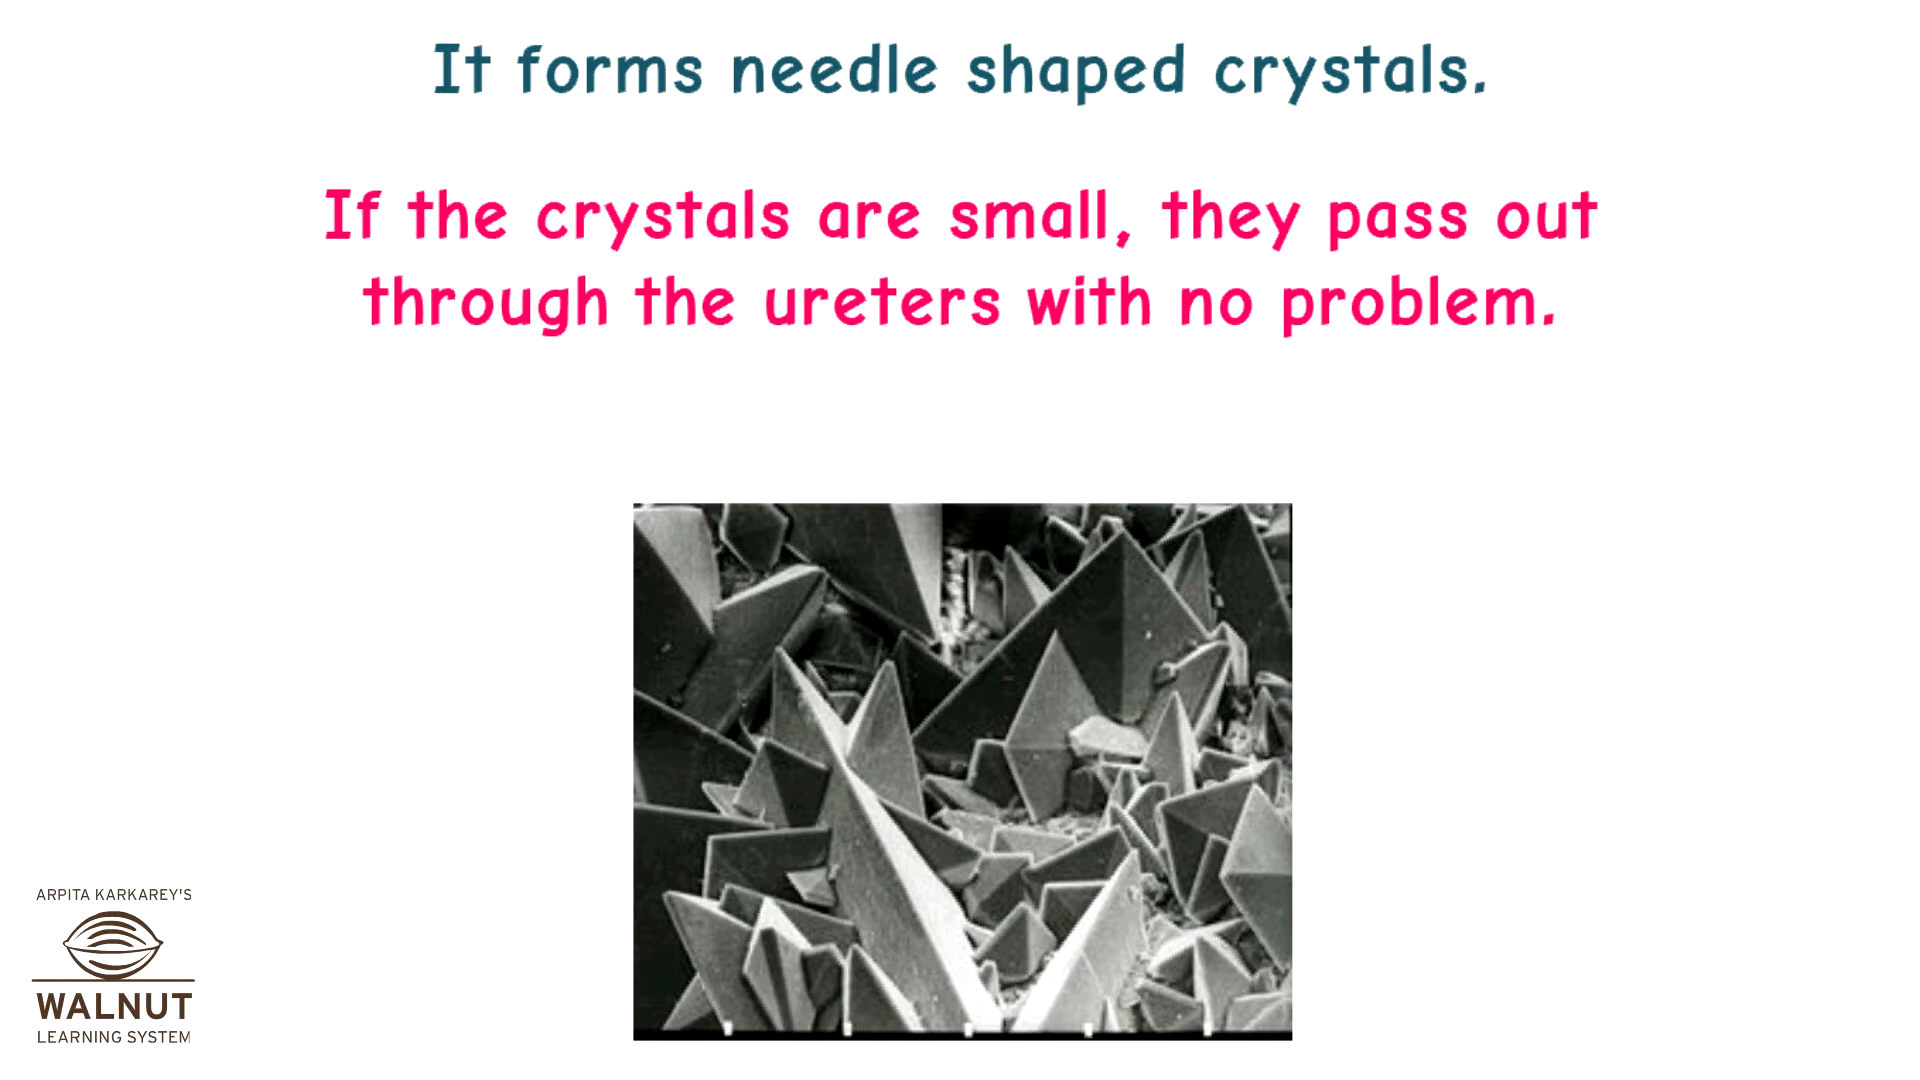 It forms needle shaped crystals.
If the crystals are small, they pass out
through the ureters with no problem.
ARPITA KARKAREY'S
WALNUT
LEARNING SYSTEM